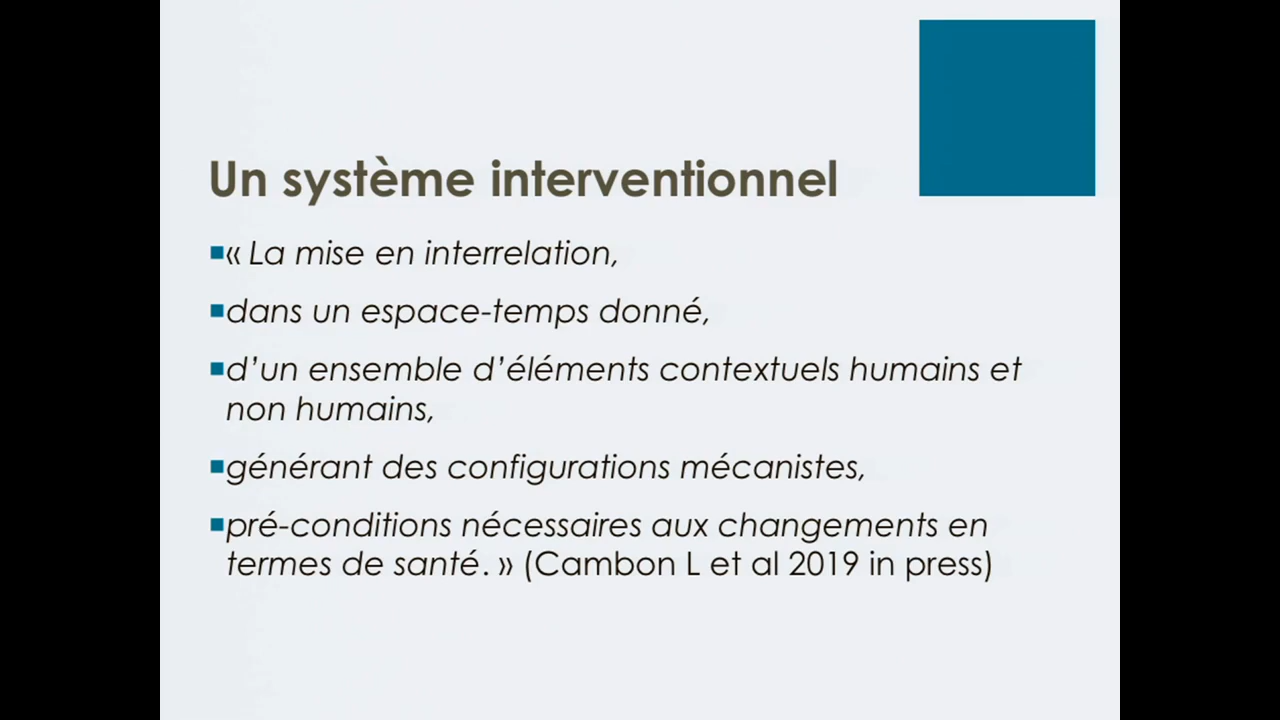 Un système interventionnel
« La mise en interrelation,
dans un espace-temps donné,
d’un ensemble d’éléments contextuels humains et
non humains,
générant des configurations mécanistes,
pré-conditions nécessaires aux changements en
termes de santé. » (Cambon L et al 2019 in press)